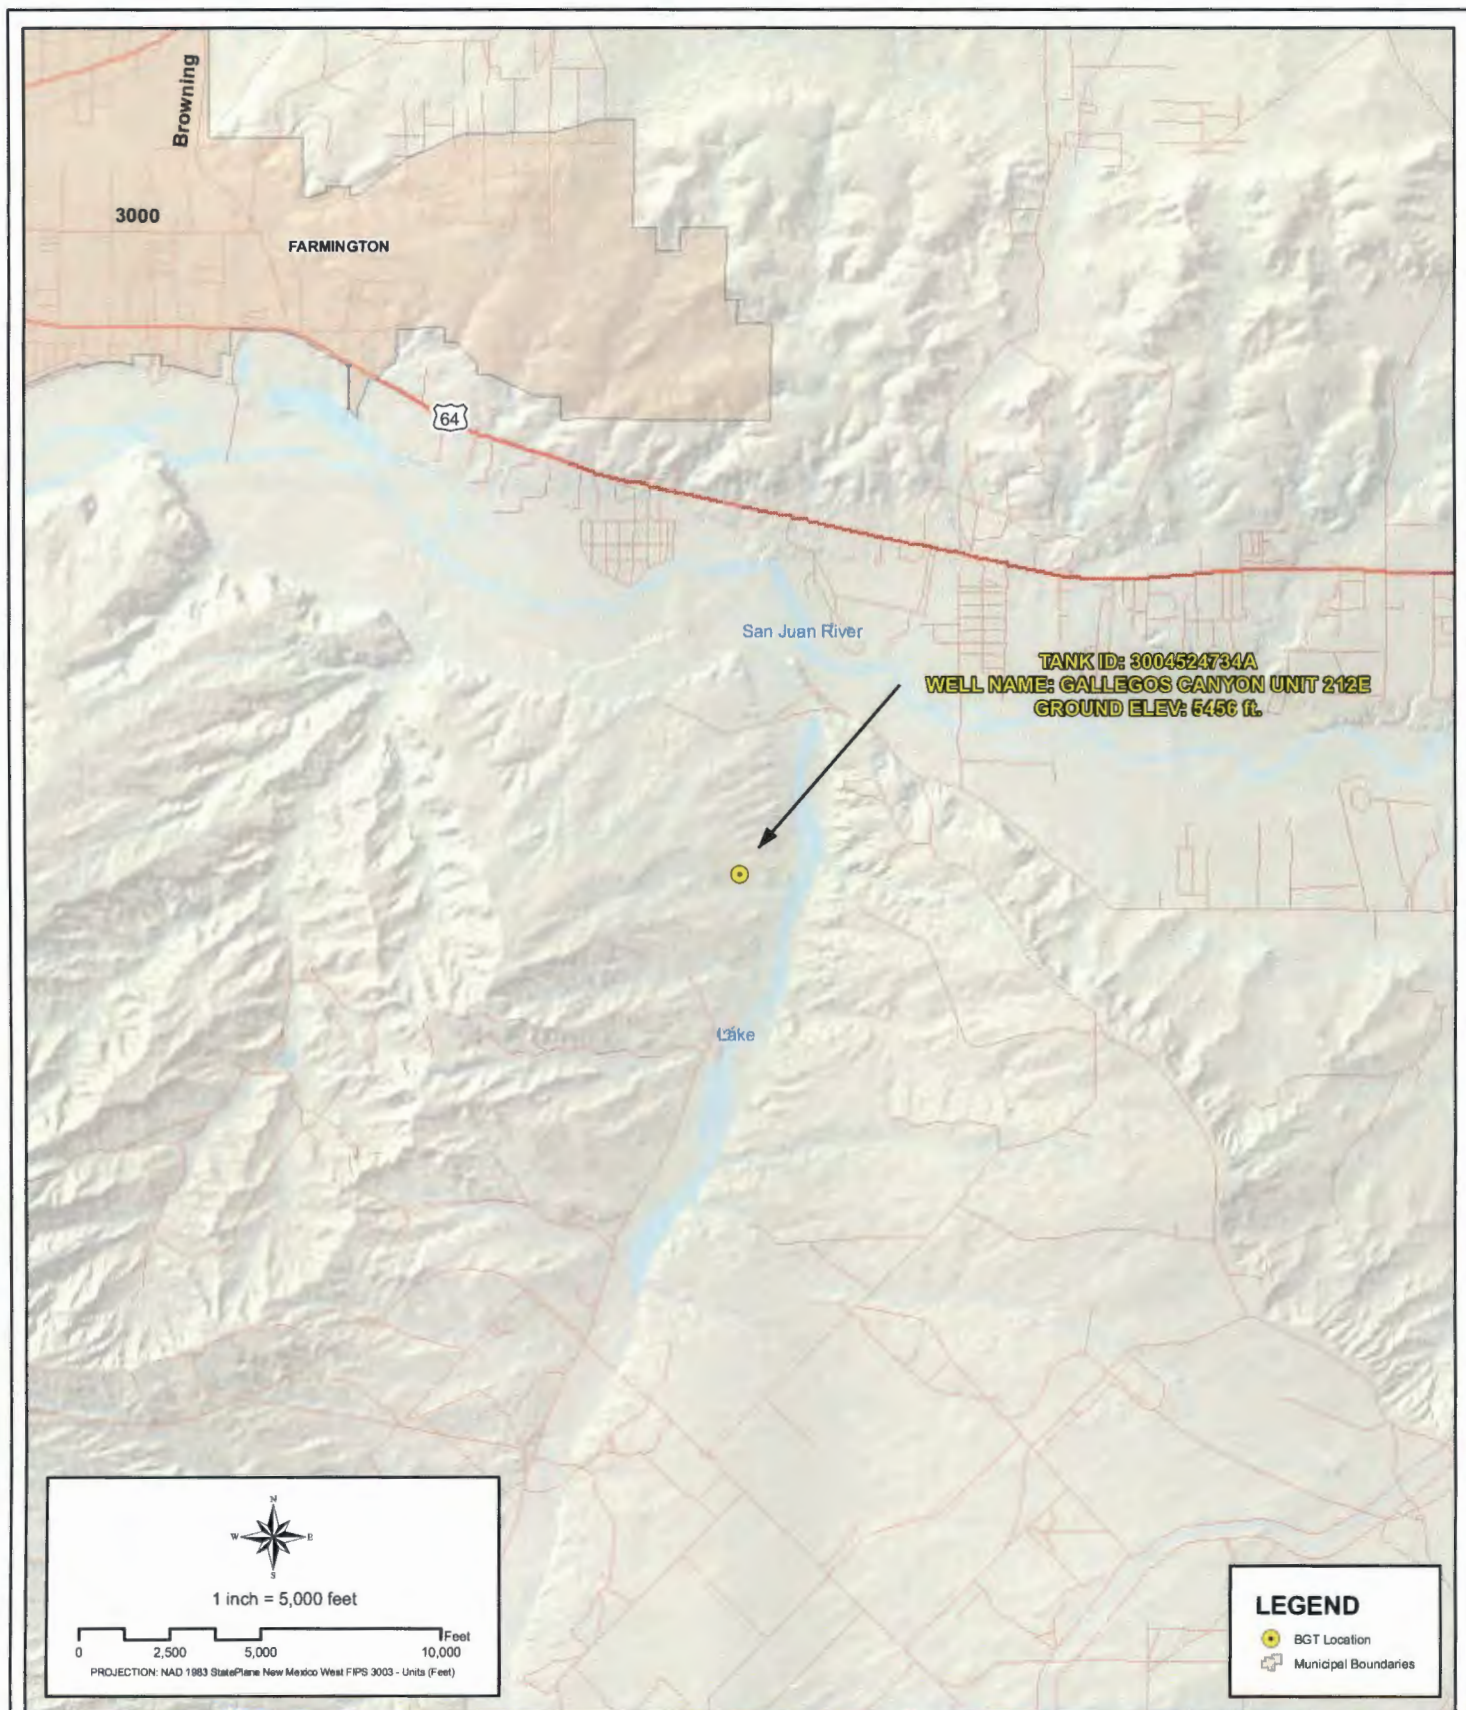 Browning
3000
FARMINGTON
64
San Juan River
TANK ID: 3004524734A
WELL NAME: GALLEGOS CANYON UNIT 212E
GROUND ELEV: 5456 ft.
Lake
N
W E
S
1 inch = 5,000 feet
Feet
0 2,500 5,000 10,000
PROJECTION: NAD 1983 StatePlane New Mexico West FIPS 3003 - Units (Feet)
LEGEND
BGT Location
Municipal Boundaries